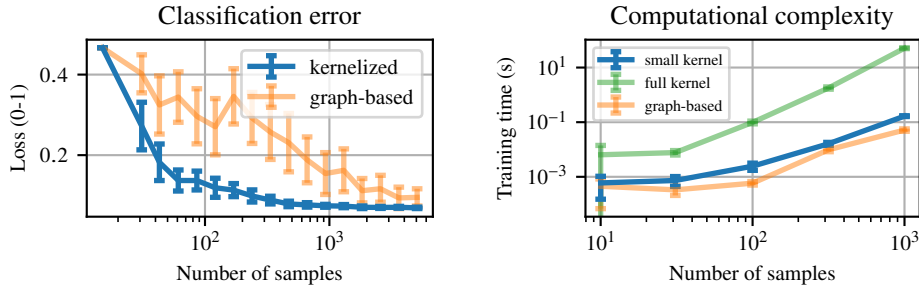 Classification error
Loss (0-1)
0.4
0.2
kernelized
graph-based
10²
10³
Number of samples
Computational complexity
Training time (s)
10¹
10⁻¹
10⁻³
small kernel
full kernel
graph-based
10¹
10²
10³
Number of samples